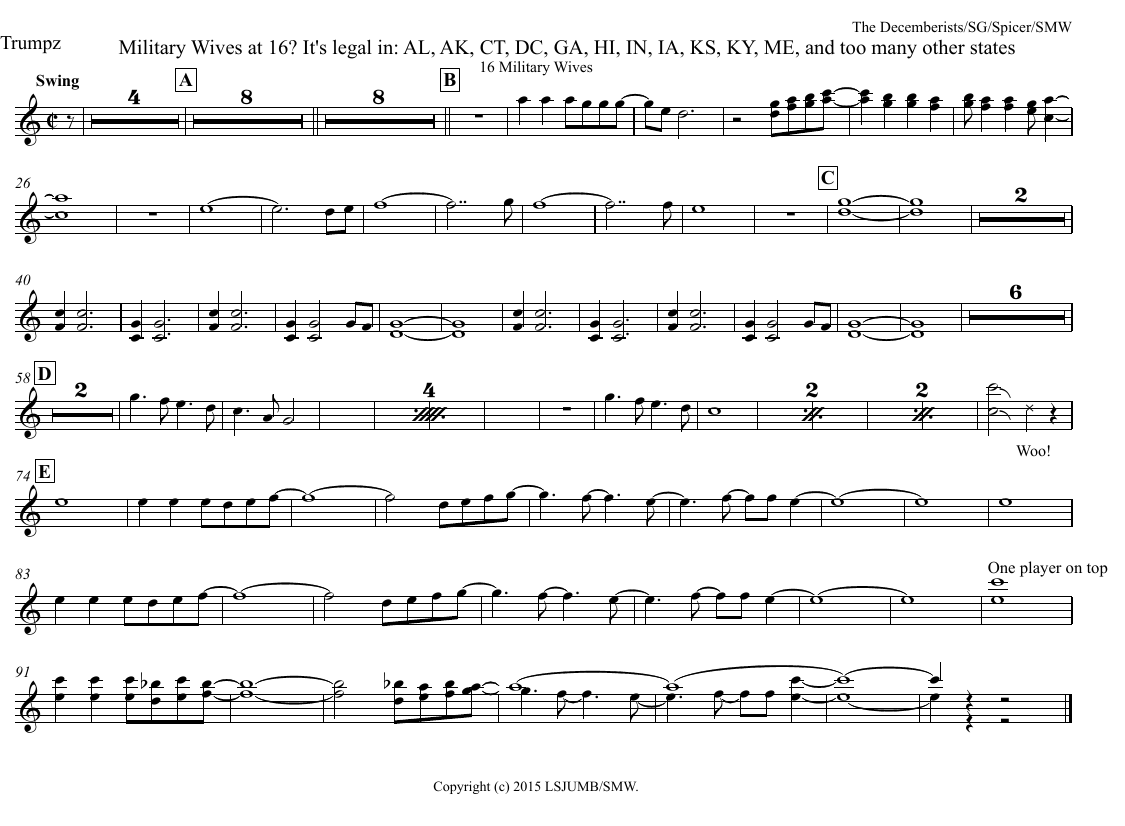 The Decemberists/SG/Spicer/SMW
Trumpz
Military Wives at 16? It's legal in: AL, AK, CT, DC, GA, HI, IN, IA, KS, KY, ME, and too many other states
16 Military Wives
Swing
A
B
4
8
8
26
C
2
40
6
58
D
2
4
2
2
Woo!
74
E
83
One player on top
91
Copyright (c) 2015 LSJUMB/SMW.